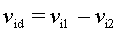 v_id = v_i1 − v_i2